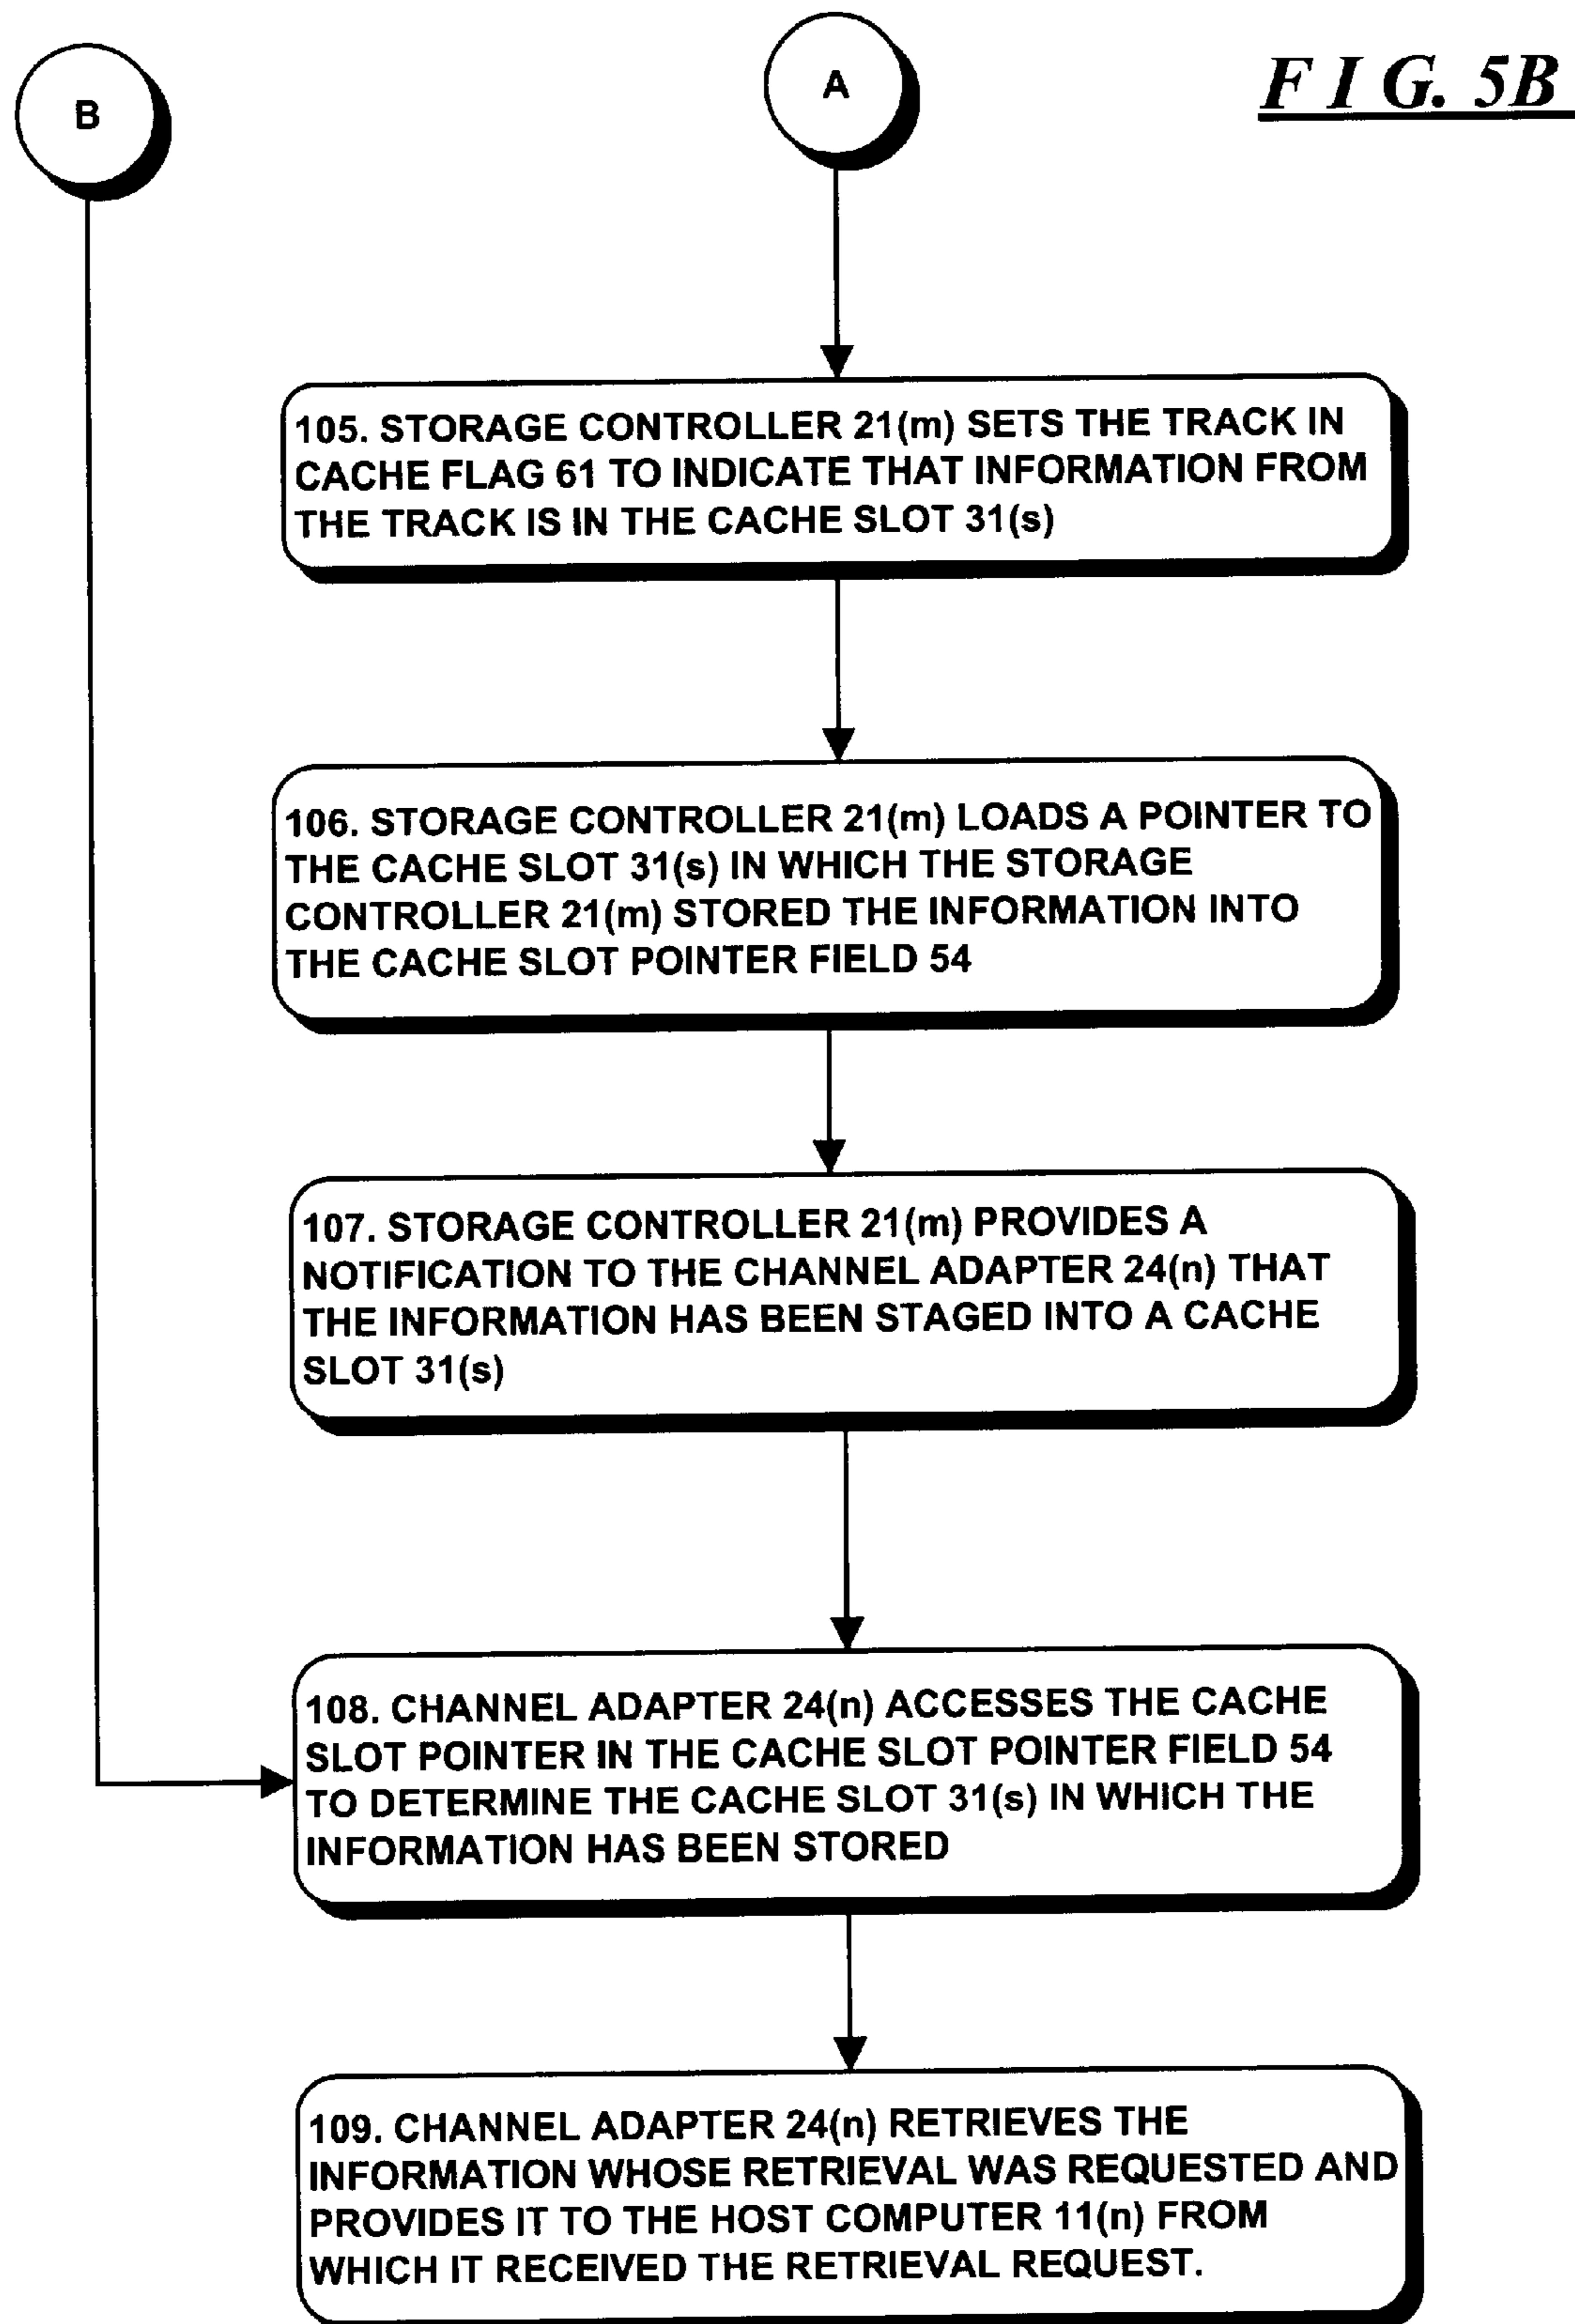 B
A
F I G. 5B
105. STORAGE CONTROLLER 21(m) SETS THE TRACK IN
CACHE FLAG 61 TO INDICATE THAT INFORMATION FROM
THE TRACK IS IN THE CACHE SLOT 31(s)
106. STORAGE CONTROLLER 21(m) LOADS A POINTER TO
THE CACHE SLOT 31(s) IN WHICH THE STORAGE
CONTROLLER 21(m) STORED THE INFORMATION INTO
THE CACHE SLOT POINTER FIELD 54
107. STORAGE CONTROLLER 21(m) PROVIDES A
NOTIFICATION TO THE CHANNEL ADAPTER 24(n) THAT
THE INFORMATION HAS BEEN STAGED INTO A CACHE
SLOT 31(s)
108. CHANNEL ADAPTER 24(n) ACCESSES THE CACHE
SLOT POINTER IN THE CACHE SLOT POINTER FIELD 54
TO DETERMINE THE CACHE SLOT 31(s) IN WHICH THE
INFORMATION HAS BEEN STORED
109. CHANNEL ADAPTER 24(n) RETRIEVES THE
INFORMATION WHOSE RETRIEVAL WAS REQUESTED AND
PROVIDES IT TO THE HOST COMPUTER 11(n) FROM
WHICH IT RECEIVED THE RETRIEVAL REQUEST.